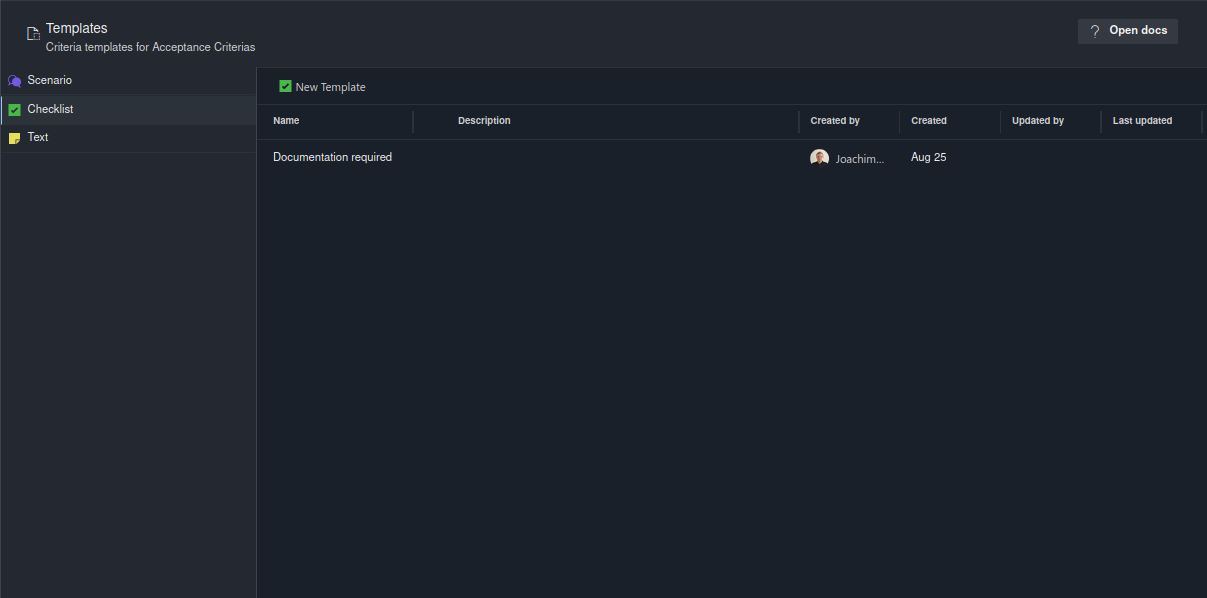 Templates
Criteria templates for Acceptance Criterias
? Open docs
Scenario
Checklist
Text
New Template
Name Description Created by Created Updated by Last updated
Documentation required Joachim... Aug 25